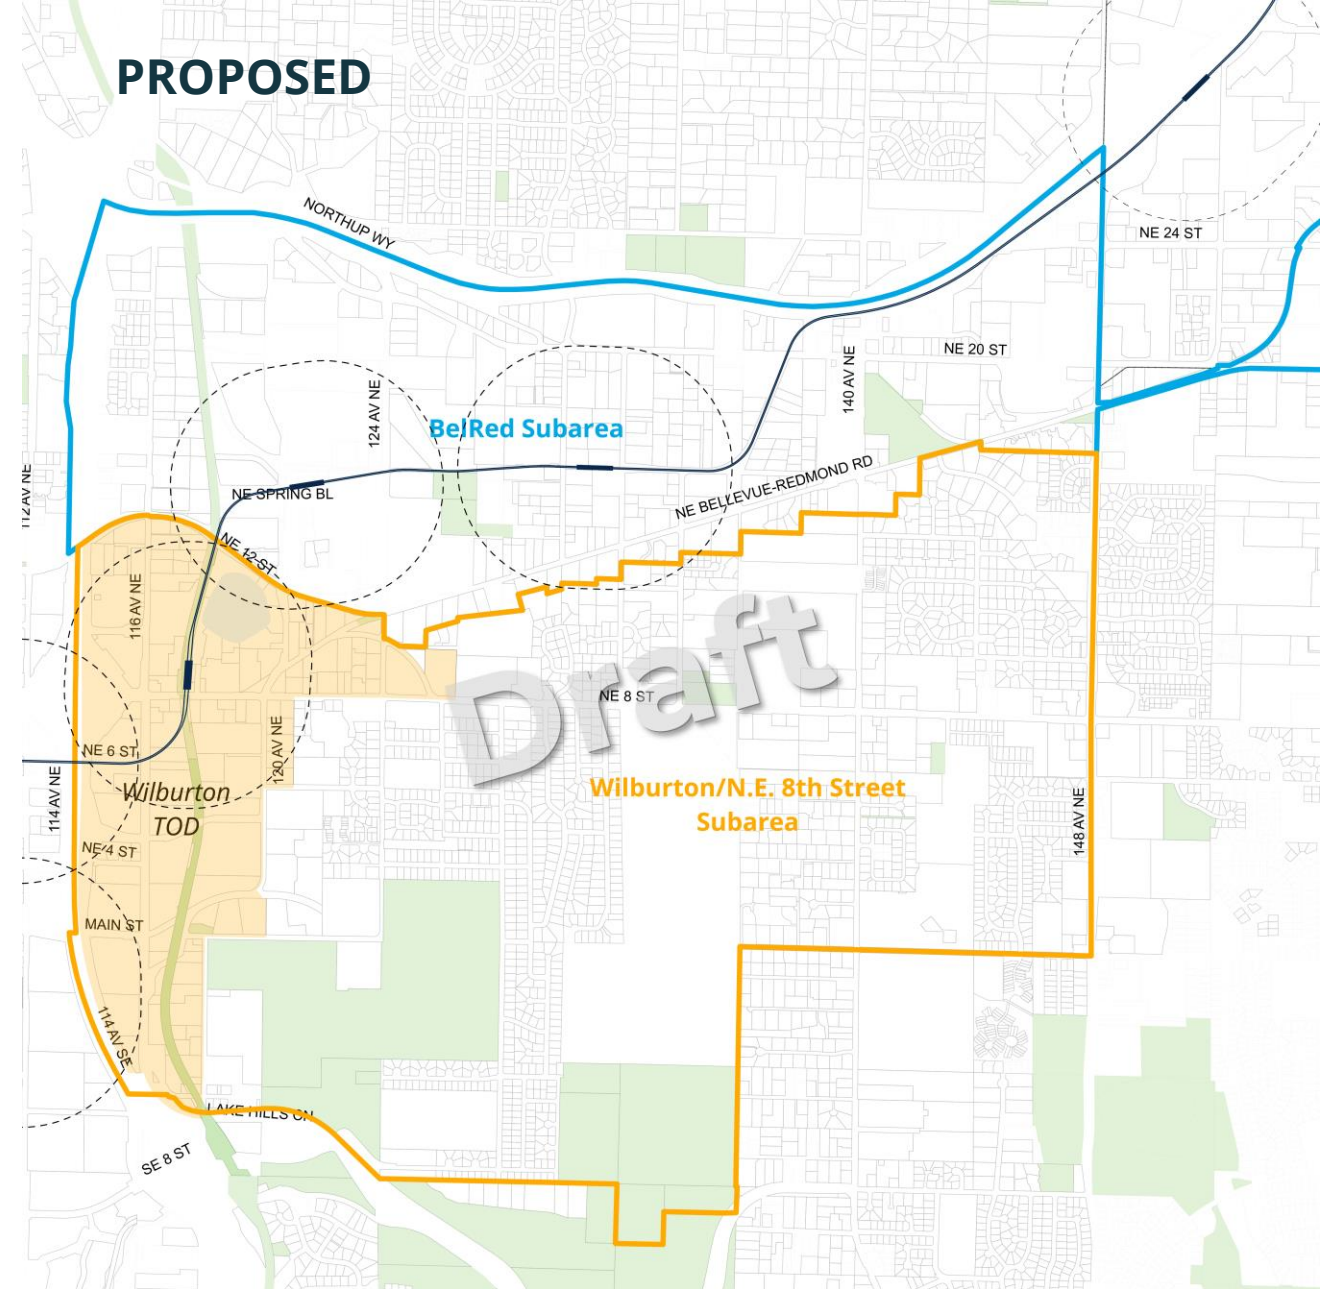 PROPOSED
NORTHUP WY
NE 24 ST
NE 20 ST
140 AV NE
124 AV NE
BelRed Subarea
112 AV NE
NE SPRING BL
NE BELLEVUE-REDMOND RD
NE 12 ST
116 AV NE
Draft
NE 8 ST
120 AV NE
NE 6 ST
114 AV NE
Wilburton
TOD
Wilburton/N.E. 8th Street
Subarea
148 AV NE
NE 4 ST
MAIN ST
114 AV SE
LAKE HILLS CN
SE 8 ST